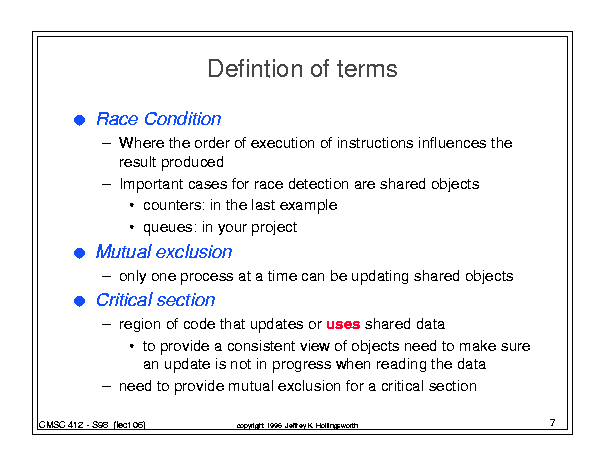 Defintion of terms
Race Condition
– Where the order of execution of instructions influences the
result produced
– Important cases for race detection are shared objects
• counters: in the last example
• queues: in your project
Mutual exclusion
– only one process at a time can be updating shared objects
Critical section
– region of code that updates or uses shared data
• to provide a consistent view of objects need to make sure
an update is not in progress when reading the data
– need to provide mutual exclusion for a critical section
CMSC 412 - S96 (lect 06)
copyright 1996 Jeffrey K. Hollingsworth
7